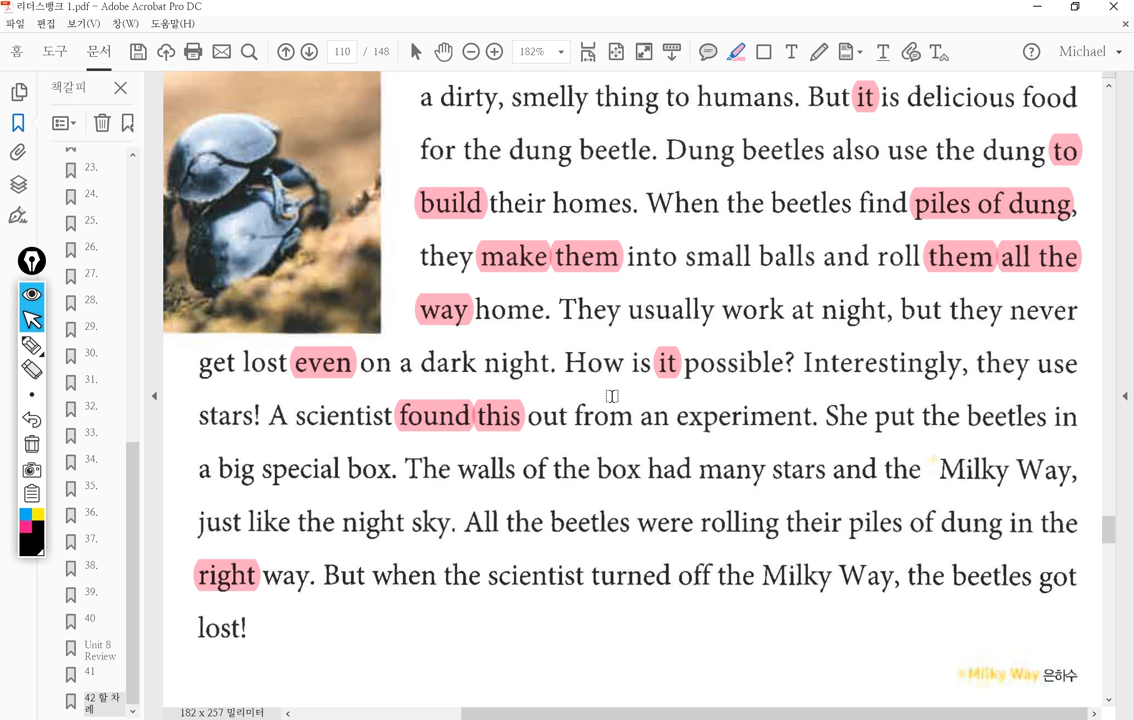 리더스뱅크 1.pdf - Adobe Acrobat Pro DC
파일 편집 보기(V) 창(W) 도움말(H)
홈 도구 문서 110 / 148 182% Michael
책갈피
23.
24.
25.
26.
27.
28.
29.
30.
31.
32.
33.
34.
35.
36.
37.
38.
39.
40
Unit 8
Review
41
42 할 차
례
a dirty, smelly thing to humans. But it is delicious food
for the dung beetle. Dung beetles also use the dung to
build their homes. When the beetles find piles of dung,
they make them into small balls and roll them all the
way home. They usually work at night, but they never
get lost even on a dark night. How is it possible? Interestingly, they use
stars! A scientist found this out from an experiment. She put the beetles in
a big special box. The walls of the box had many stars and the *Milky Way,
just like the night sky. All the beetles were rolling their piles of dung in the
right way. But when the scientist turned off the Milky Way, the beetles got
lost!
*Milky Way 은하수
182 x 257 밀리미터